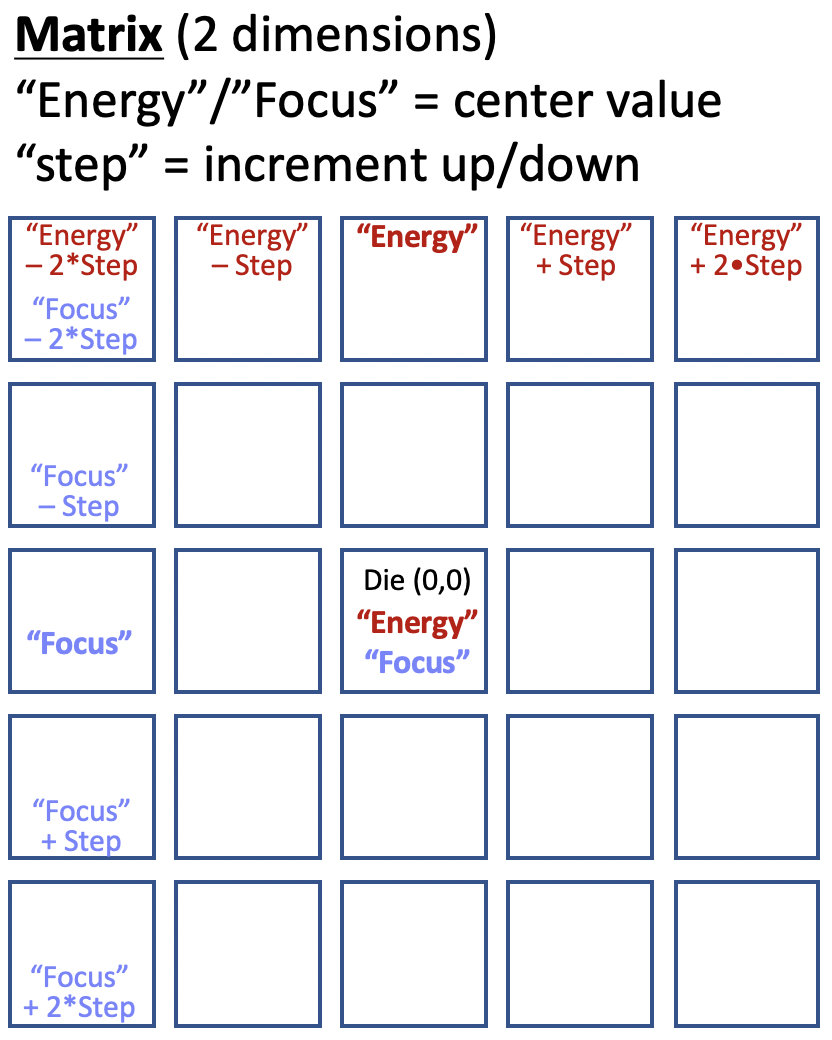 Matrix (2 dimensions)
“Energy”/”Focus” = center value
“step” = increment up/down
“Energy”
– 2*Step
“Focus”
– 2*Step
“Energy”
– Step
“Energy”
“Energy”
+ Step
“Energy”
+ 2•Step
“Focus”
– Step
“Focus”
Die (0,0)
“Energy”
“Focus”
“Focus”
+ Step
“Focus”
+ 2*Step